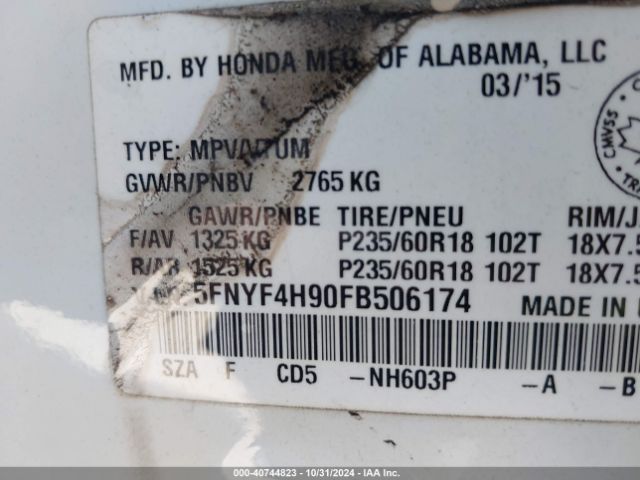 MFD. BY HONDA MFG. OF ALABAMA, LLC
03/'15
CMVSS
TYPE: MPV/VTUM
GVWR/PNBV 2765 KG
GAWR/PNBE TIRE/PNEU RIM/J
F/AV 1325 KG P235/60R18 102T 18X7.5
R/AR 1525 KG P235/60R18 102T 18X7.5
5FNYF4H90FB506174 MADE IN
SZA F CD5 -NH603P -A -B
STOCK: 40744823 - 10/31/2024 - IAA Inc.